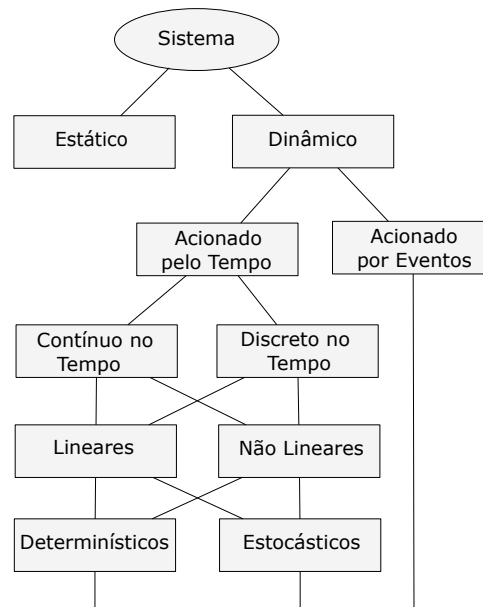 Sistema
Estático
Dinâmico
Acionado
pelo Tempo
Acionado
por Eventos
Contínuo no
Tempo
Discreto no
Tempo
Lineares
Não Lineares
Determinísticos
Estocásticos